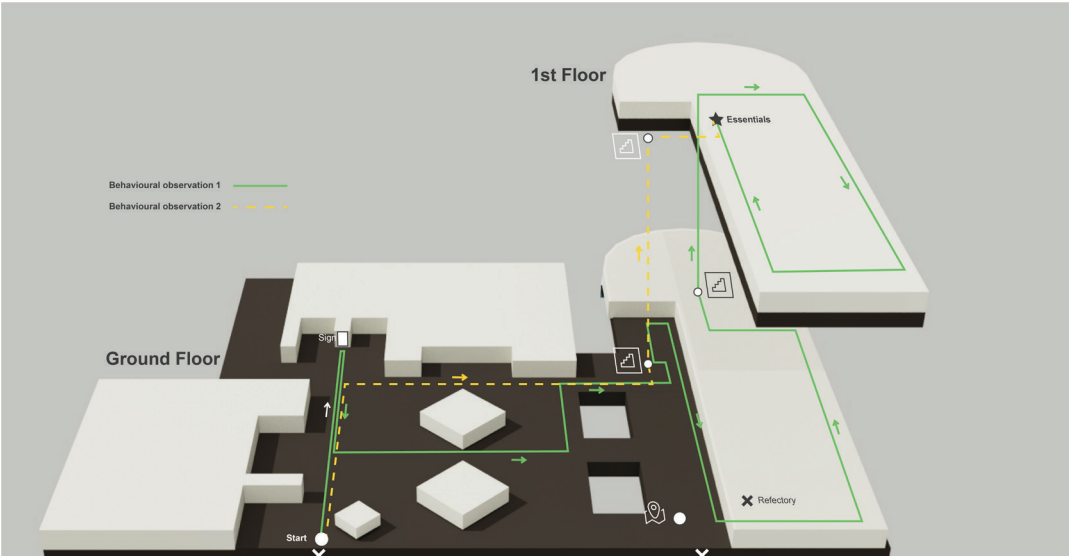 1st Floor
Essentials
Behavioural observation 1
Behavioural observation 2
Sign
Ground Floor
Refectory
Start